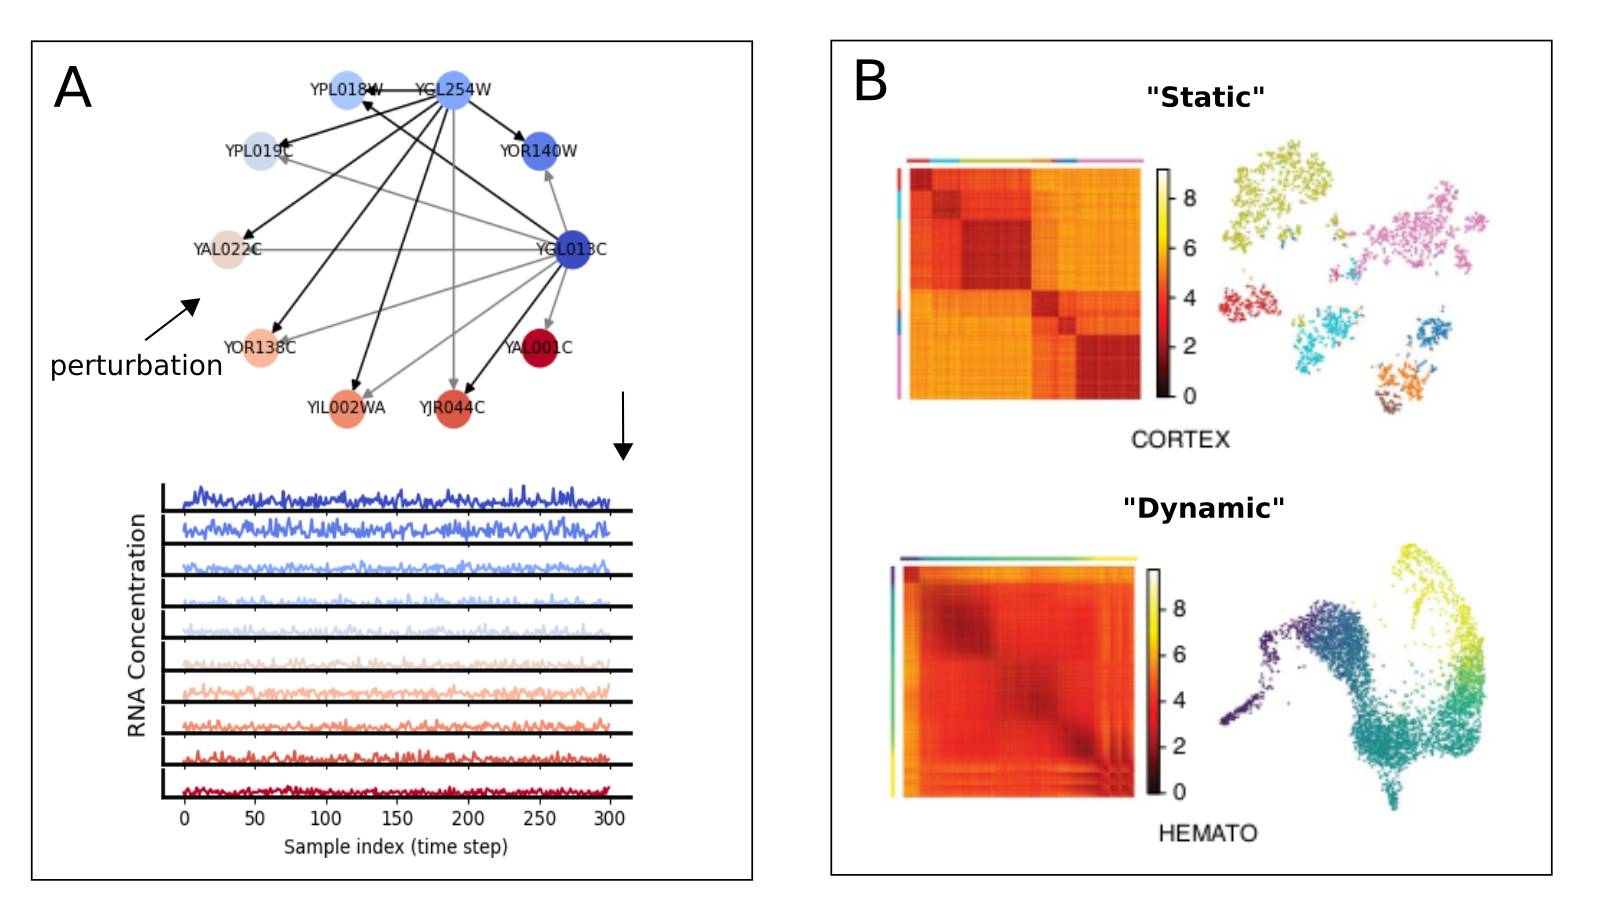 A
YPL018W
YGL254W
YPL019C
YOR140W
YAL022C
YGL013C
perturbation
YOR138C
YAL001C
YIL002WA
YJR044C
RNA Concentration
0 50 100 150 200 250 300
Sample index (time step)
B
"Static"
8
6
4
2
0
CORTEX
"Dynamic"
8
6
4
2
0
HEMATO